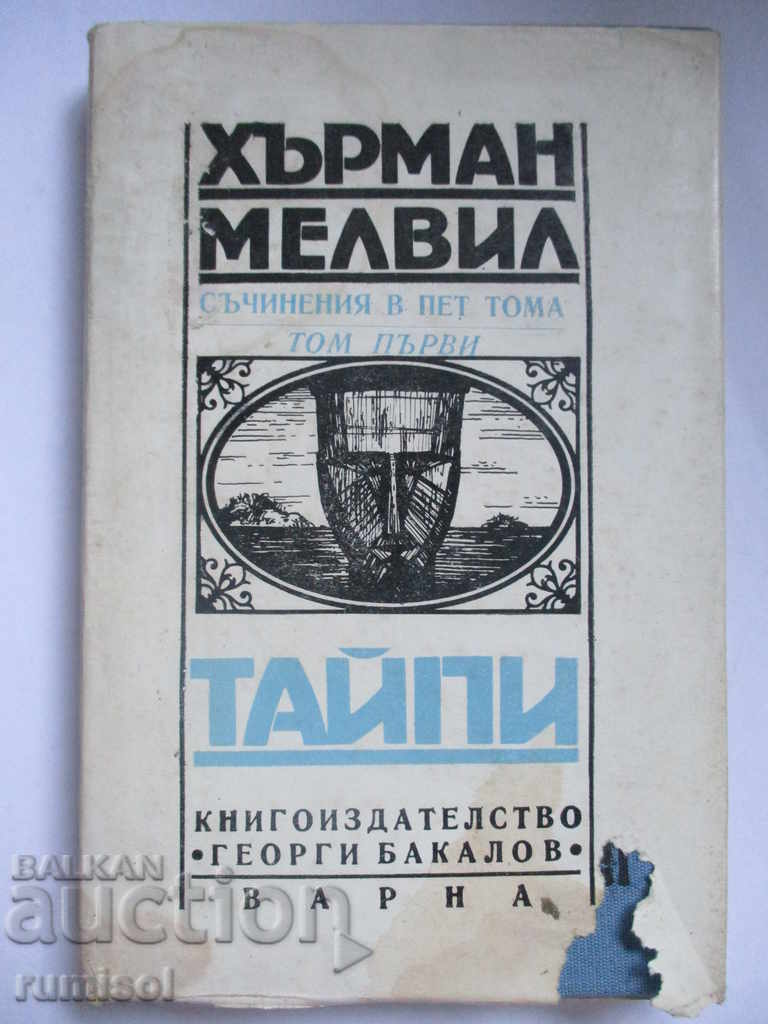 ХЪРМАН
МЕЛВИЛ
СЪЧИНЕНИЯ В ПЕТ ТОМА
ТОМ ПЪРВИ
ТАЙПИ
КНИГОИЗДАТЕЛСТВО
•ГЕОРГИ БАКАЛОВ•
ВАРНА
BALKAN
auction
rumisol